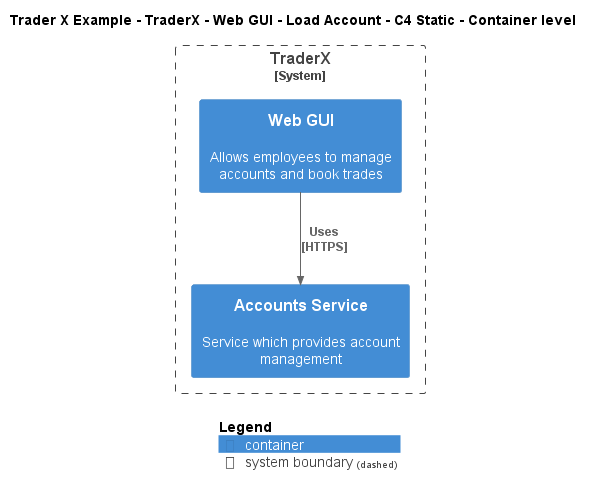 Trader X Example - TraderX - Web GUI - Load Account - C4 Static - Container level
TraderX
[System]
Web GUI
Allows employees to manage
accounts and book trades
Uses
[HTTPS]
Accounts Service
Service which provides account
management
Legend
container
system boundary (dashed)